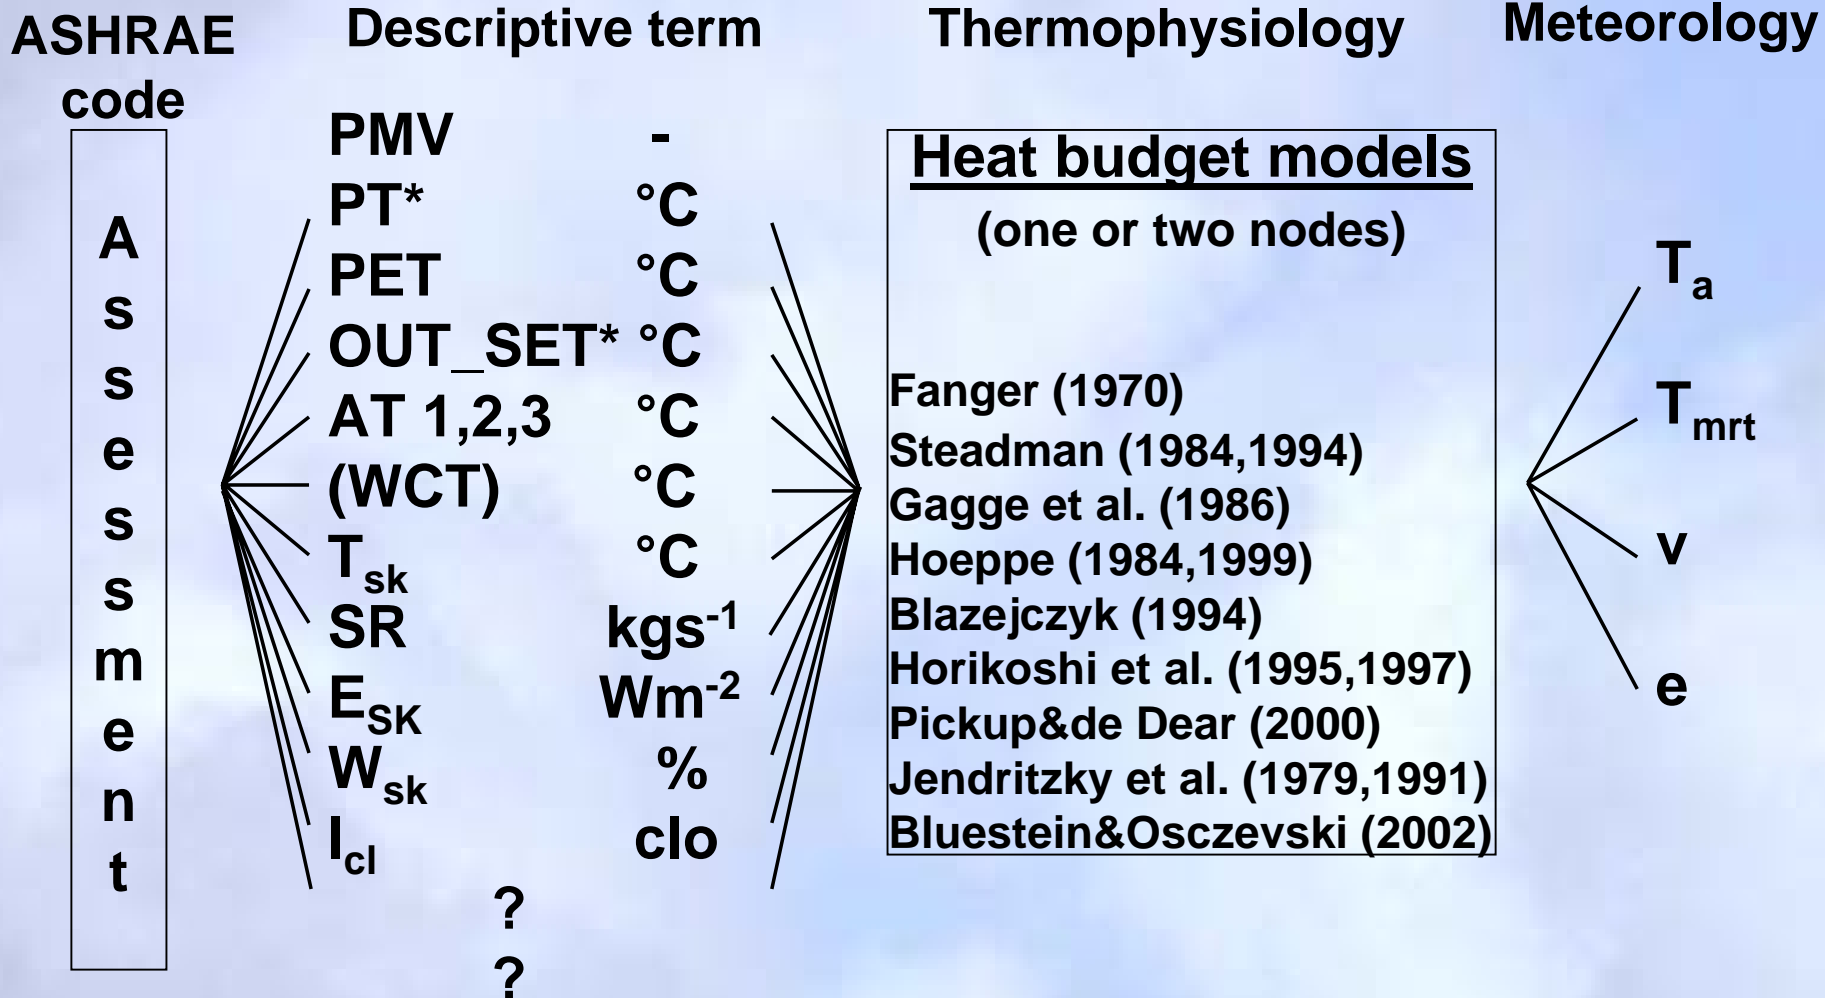 ASHRAE
code
Assessment
Descriptive term
PMV -
PT* °C
PET °C
OUT_SET* °C
AT 1,2,3 °C
(WCT) °C
Tsk °C
SR kgs-1
ESK Wm-2
Wsk %
Icl clo
?
?
Thermophysiology
Heat budget models
(one or two nodes)
Fanger (1970)
Steadman (1984,1994)
Gagge et al. (1986)
Hoeppe (1984,1999)
Blazejczyk (1994)
Horikoshi et al. (1995,1997)
Pickup&de Dear (2000)
Jendritzky et al. (1979,1991)
Bluestein&Osczevski (2002)
Meteorology
Ta
Tmrt
v
e